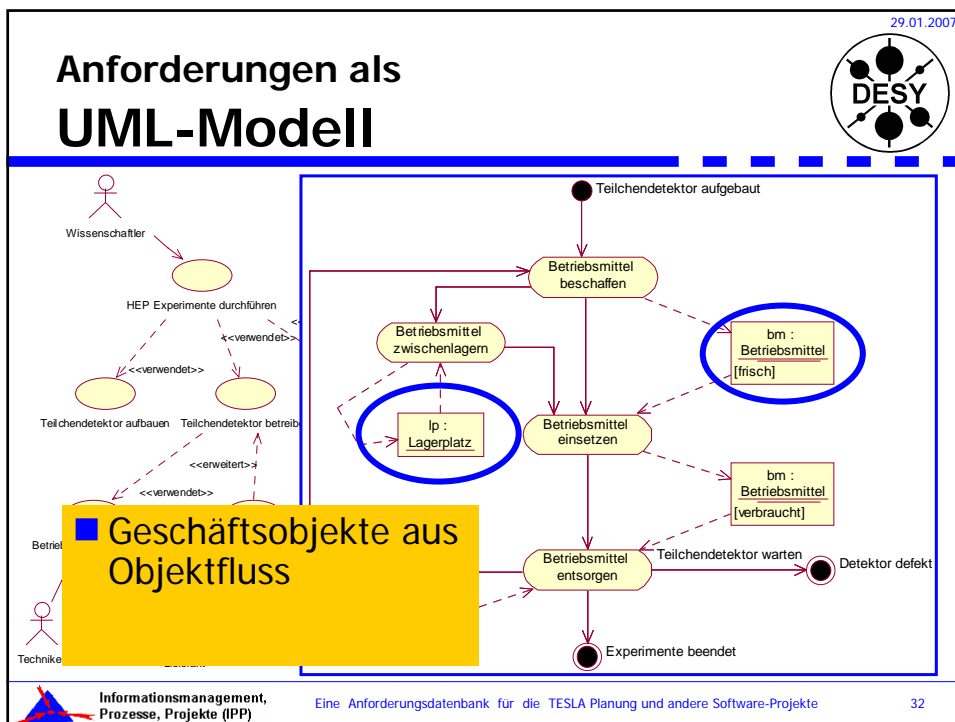 29.01.2007
Anforderungen als
UML-Modell
DESY
Wissenschaftler
HEP Experimente durchführen
<<verwendet>>
<<verwendet>>
Teilchendetektor aufbauen
Teilchendetektor betreibe
<<erweitert>>
<<verwendet>>
Betrieb
Technike
Teilchendetektor aufgebaut
Betriebsmittel
beschaffen
Betriebsmittel
zwischenlagern
bm :
Betriebsmittel
[frisch]
lp :
Lagerplatz
Betriebsmittel
einsetzen
bm :
Betriebsmittel
[verbraucht]
Betriebsmittel
entsorgen
Teilchendetektor warten
Detektor defekt
Experimente beendet
Geschäftsobjekte aus
Objektfluss
Informationsmanagement,
Prozesse, Projekte (IPP)
Eine Anforderungsdatenbank für die TESLA Planung und andere Software-Projekte
32